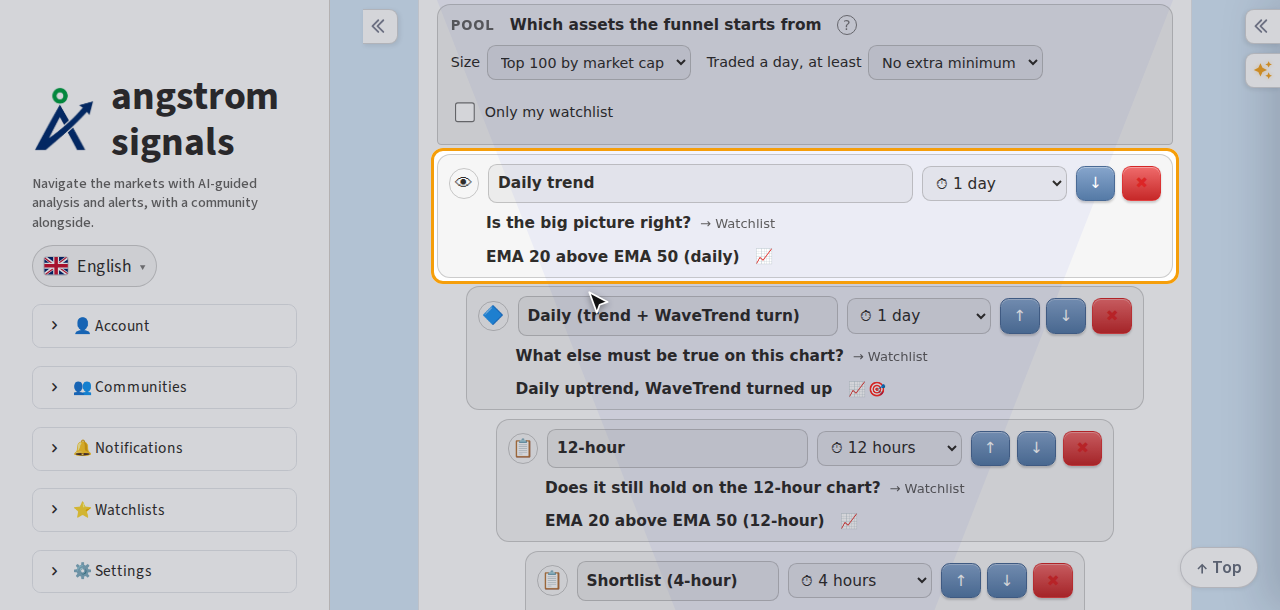 angstrom
signals
Navigate the markets with AI-guided
analysis and alerts, with a community
alongside.
English
Account
Communities
Notifications
Watchlists
Settings
POOL Which assets the funnel starts from ?
Size Top 100 by market cap Traded a day, at least No extra minimum
Only my watchlist
Daily trend 1 day ↓ ✖
Is the big picture right? → Watchlist
EMA 20 above EMA 50 (daily)
Daily (trend + WaveTrend turn) 1 day ↑ ↓ ✖
What else must be true on this chart? → Watchlist
Daily uptrend, WaveTrend turned up
12-hour 12 hours ↑ ↓ ✖
Does it still hold on the 12-hour chart? → Watchlist
EMA 20 above EMA 50 (12-hour)
Shortlist (4-hour) 4 hours ↑ ↓ ✖
↑ Top